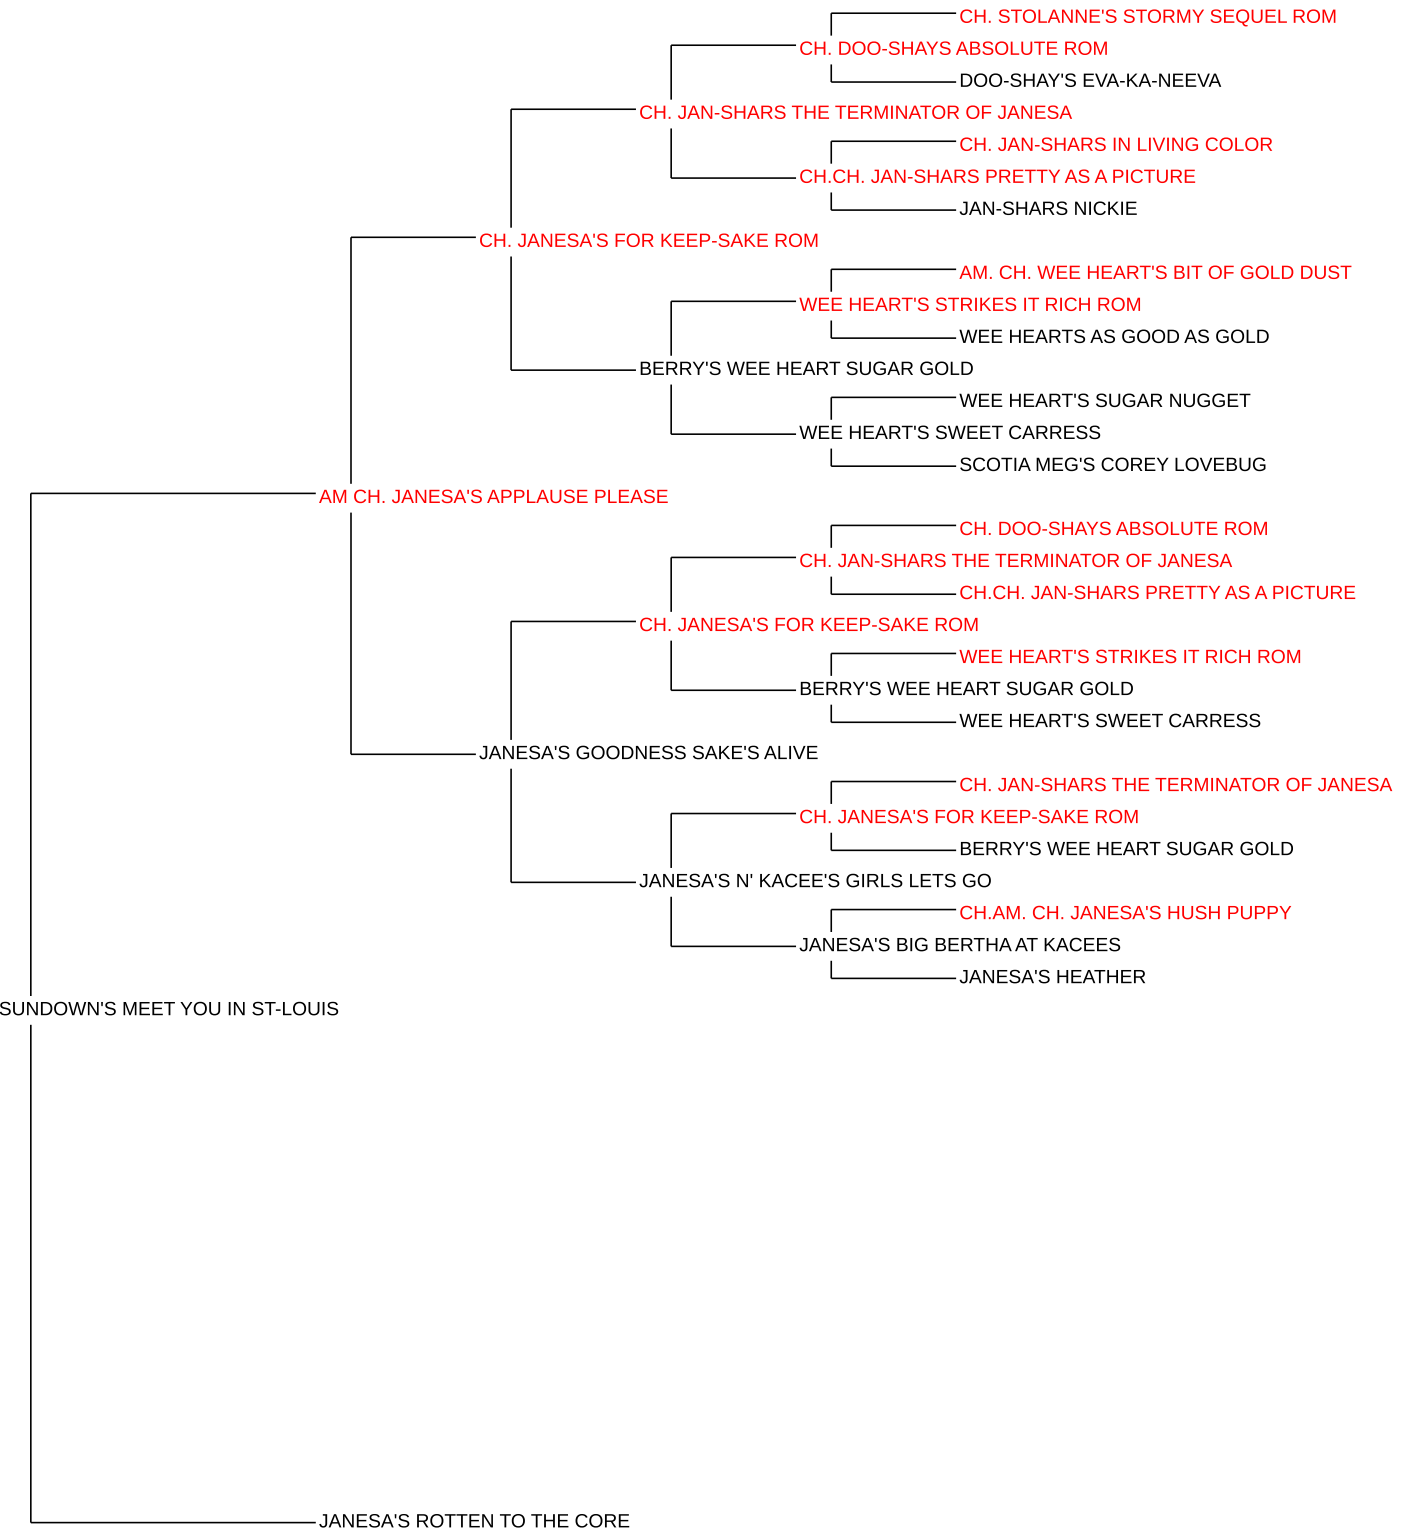 CH. STOLANNE'S STORMY SEQUEL ROM
CH. DOO-SHAYS ABSOLUTE ROM
DOO-SHAY'S EVA-KA-NEEVA
CH. JAN-SHARS THE TERMINATOR OF JANESA
CH. JAN-SHARS IN LIVING COLOR
CH.CH. JAN-SHARS PRETTY AS A PICTURE
JAN-SHARS NICKIE
CH. JANESA'S FOR KEEP-SAKE ROM
AM. CH. WEE HEART'S BIT OF GOLD DUST
WEE HEART'S STRIKES IT RICH ROM
WEE HEARTS AS GOOD AS GOLD
BERRY'S WEE HEART SUGAR GOLD
WEE HEART'S SUGAR NUGGET
WEE HEART'S SWEET CARRESS
SCOTIA MEG'S COREY LOVEBUG
AM CH. JANESA'S APPLAUSE PLEASE
CH. DOO-SHAYS ABSOLUTE ROM
CH. JAN-SHARS THE TERMINATOR OF JANESA
CH.CH. JAN-SHARS PRETTY AS A PICTURE
CH. JANESA'S FOR KEEP-SAKE ROM
WEE HEART'S STRIKES IT RICH ROM
BERRY'S WEE HEART SUGAR GOLD
WEE HEART'S SWEET CARRESS
JANESA'S GOODNESS SAKE'S ALIVE
CH. JAN-SHARS THE TERMINATOR OF JANESA
CH. JANESA'S FOR KEEP-SAKE ROM
BERRY'S WEE HEART SUGAR GOLD
JANESA'S N' KACEE'S GIRLS LETS GO
CH.AM. CH. JANESA'S HUSH PUPPY
JANESA'S BIG BERTHA AT KACEES
JANESA'S HEATHER
SUNDOWN'S MEET YOU IN ST-LOUIS
JANESA'S ROTTEN TO THE CORE